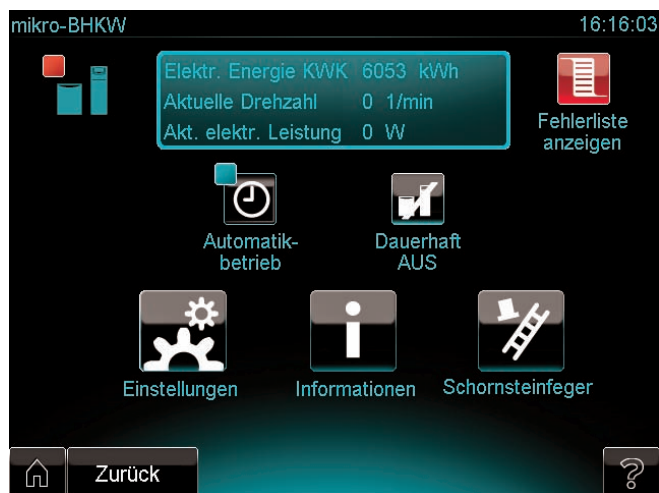 mikro-BHKW 16:16:03
Elektr. Energie KWK 6053 kWh
Aktuelle Drehzahl 0 1/min
Akt. elektr. Leistung 0 W
Fehlerliste
anzeigen
Automatik-
betrieb
Dauerhaft
AUS
Einstellungen
Informationen
Schornsteinfeger
Zurück
?